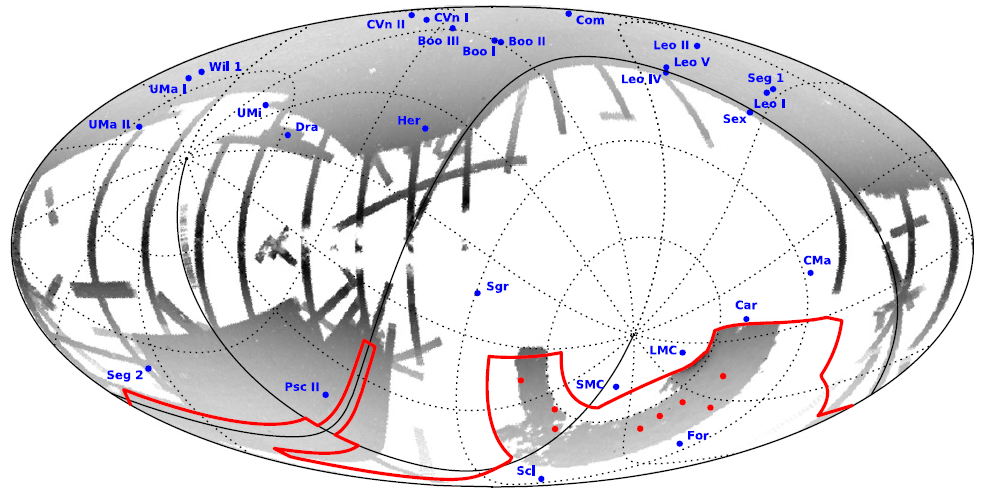 CVn II
CVn I
Com
Boo III
Boo I
Boo II
Leo II
Leo V
Leo IV
Wil 1
UMa I
Seg 1
Leo I
UMi
Sex
UMa II
Dra
Her
CMa
Sgr
Car
LMC
Seg 2
Psc II
SMC
For
Scl